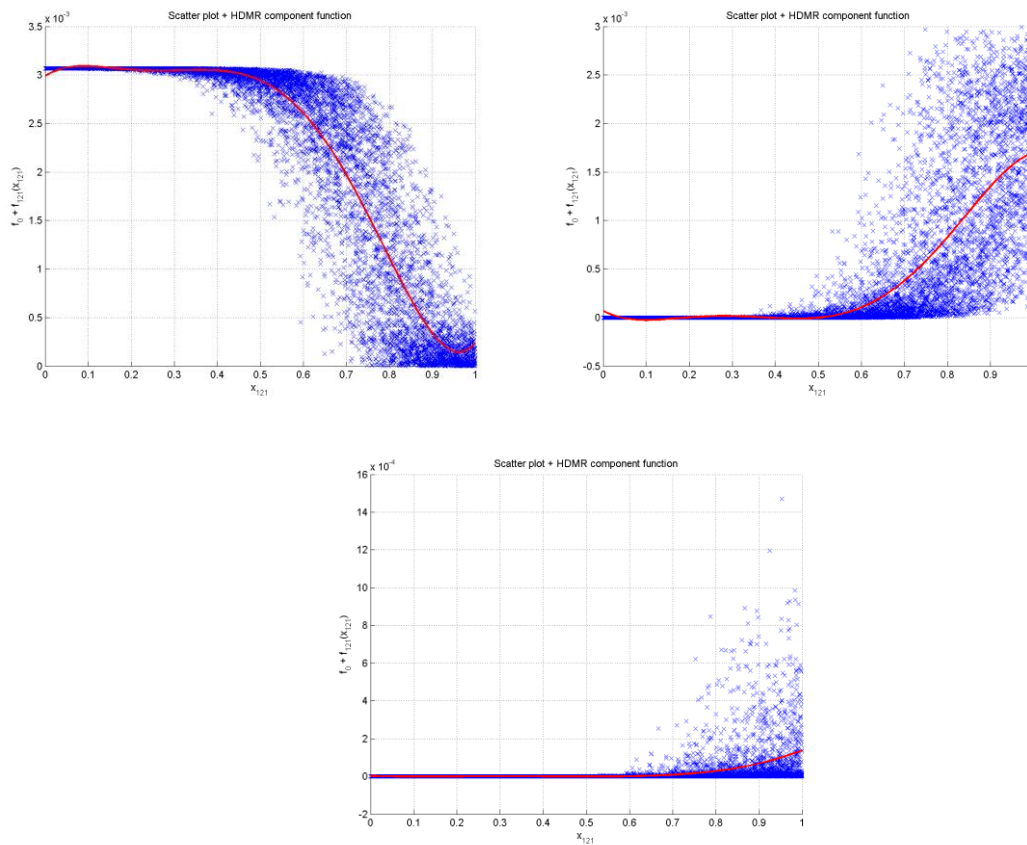 Scatter plot + HDMR component function
x 10⁻³
3.5
3
2.5
2
1.5
1
0.5
0
f₀ + f₁₂₁(x₁₂₁)
0 0.1 0.2 0.3 0.4 0.5 0.6 0.7 0.8 0.9 1
x₁₂₁
Scatter plot + HDMR component function
x 10⁻³
3
2.5
2
1.5
1
0.5
0
-0.5
f₀ + f₁₂₁(x₁₂₁)
0 0.1 0.2 0.3 0.4 0.5 0.6 0.7 0.8 0.9
x₁₂₁
Scatter plot + HDMR component function
x 10⁻⁴
16
14
12
10
8
6
4
2
0
-2
f₀ + f₁₂₁(x₁₂₁)
0 0.1 0.2 0.3 0.4 0.5 0.6 0.7 0.8 0.9 1
x₁₂₁